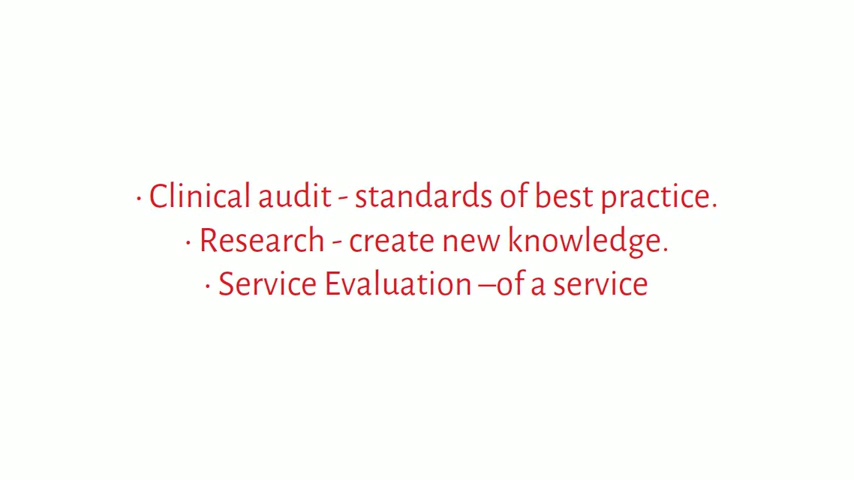 · Clinical audit - standards of best practice.
· Research - create new knowledge.
· Service Evaluation –of a service